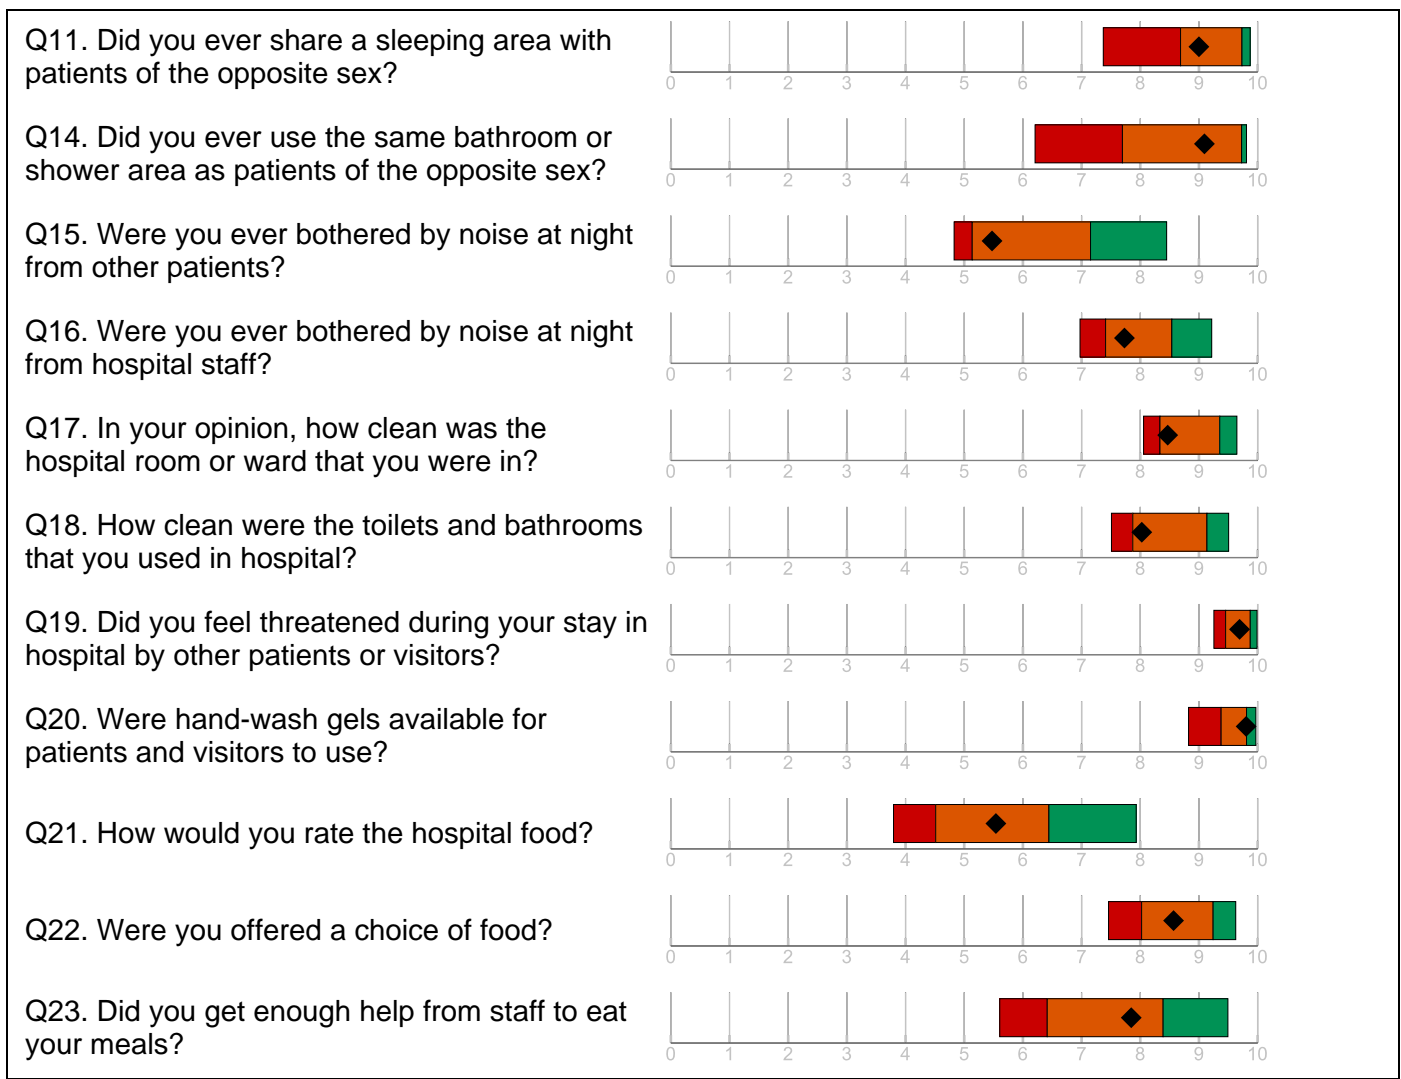 Q11. Did you ever share a sleeping area with
patients of the opposite sex?
0 1 2 3 4 5 6 7 8 9 10
Q14. Did you ever use the same bathroom or
shower area as patients of the opposite sex?
0 1 2 3 4 5 6 7 8 9 10
Q15. Were you ever bothered by noise at night
from other patients?
0 1 2 3 4 5 6 7 8 9 10
Q16. Were you ever bothered by noise at night
from hospital staff?
0 1 2 3 4 5 6 7 8 9 10
Q17. In your opinion, how clean was the
hospital room or ward that you were in?
0 1 2 3 4 5 6 7 8 9 10
Q18. How clean were the toilets and bathrooms
that you used in hospital?
0 1 2 3 4 5 6 7 8 9 10
Q19. Did you feel threatened during your stay in
hospital by other patients or visitors?
0 1 2 3 4 5 6 7 8 9 10
Q20. Were hand-wash gels available for
patients and visitors to use?
0 1 2 3 4 5 6 7 8 9 10
Q21. How would you rate the hospital food?
0 1 2 3 4 5 6 7 8 9 10
Q22. Were you offered a choice of food?
0 1 2 3 4 5 6 7 8 9 10
Q23. Did you get enough help from staff to eat
your meals?
0 1 2 3 4 5 6 7 8 9 10